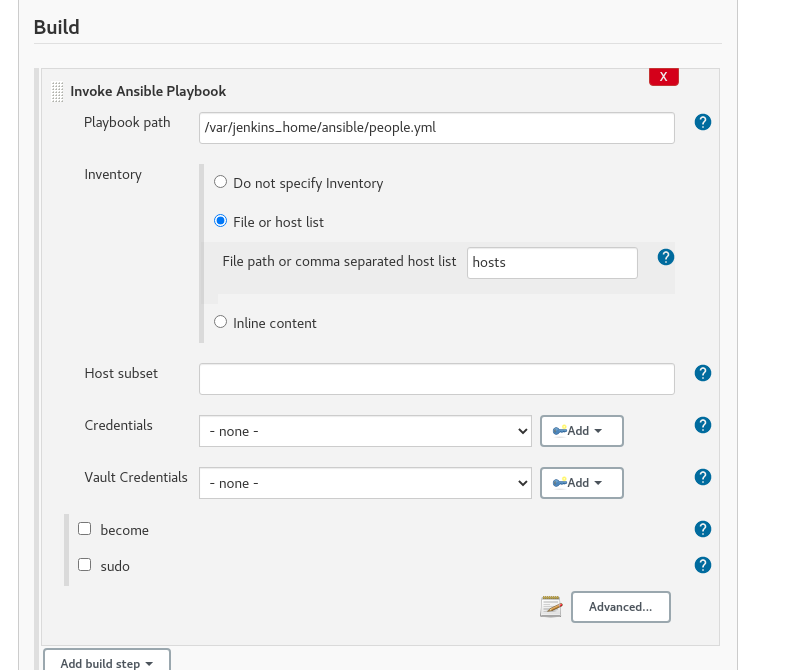 Build
X
Invoke Ansible Playbook
Playbook path
/var/jenkins_home/ansible/people.yml
?
Inventory
Do not specify Inventory
File or host list
File path or comma separated host list
hosts
?
Inline content
Host subset
?
Credentials
- none -
Add
?
Vault Credentials
- none -
Add
?
become
?
sudo
?
Advanced...
Add build step